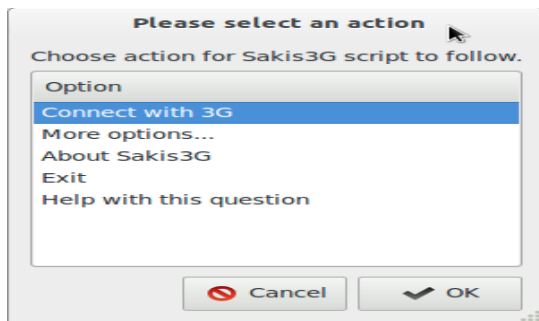 Please select an action
Choose action for Sakis3G script to follow.
Option
Connect with 3G
More options...
About Sakis3G
Exit
Help with this question
Cancel OK